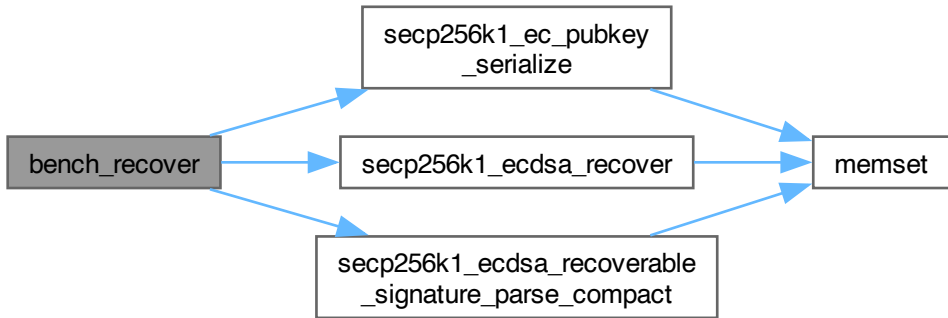 secp256k1_ec_pubkey
_serialize
bench_recover
secp256k1_ecdsa_recover
memset
secp256k1_ecdsa_recoverable
_signature_parse_compact